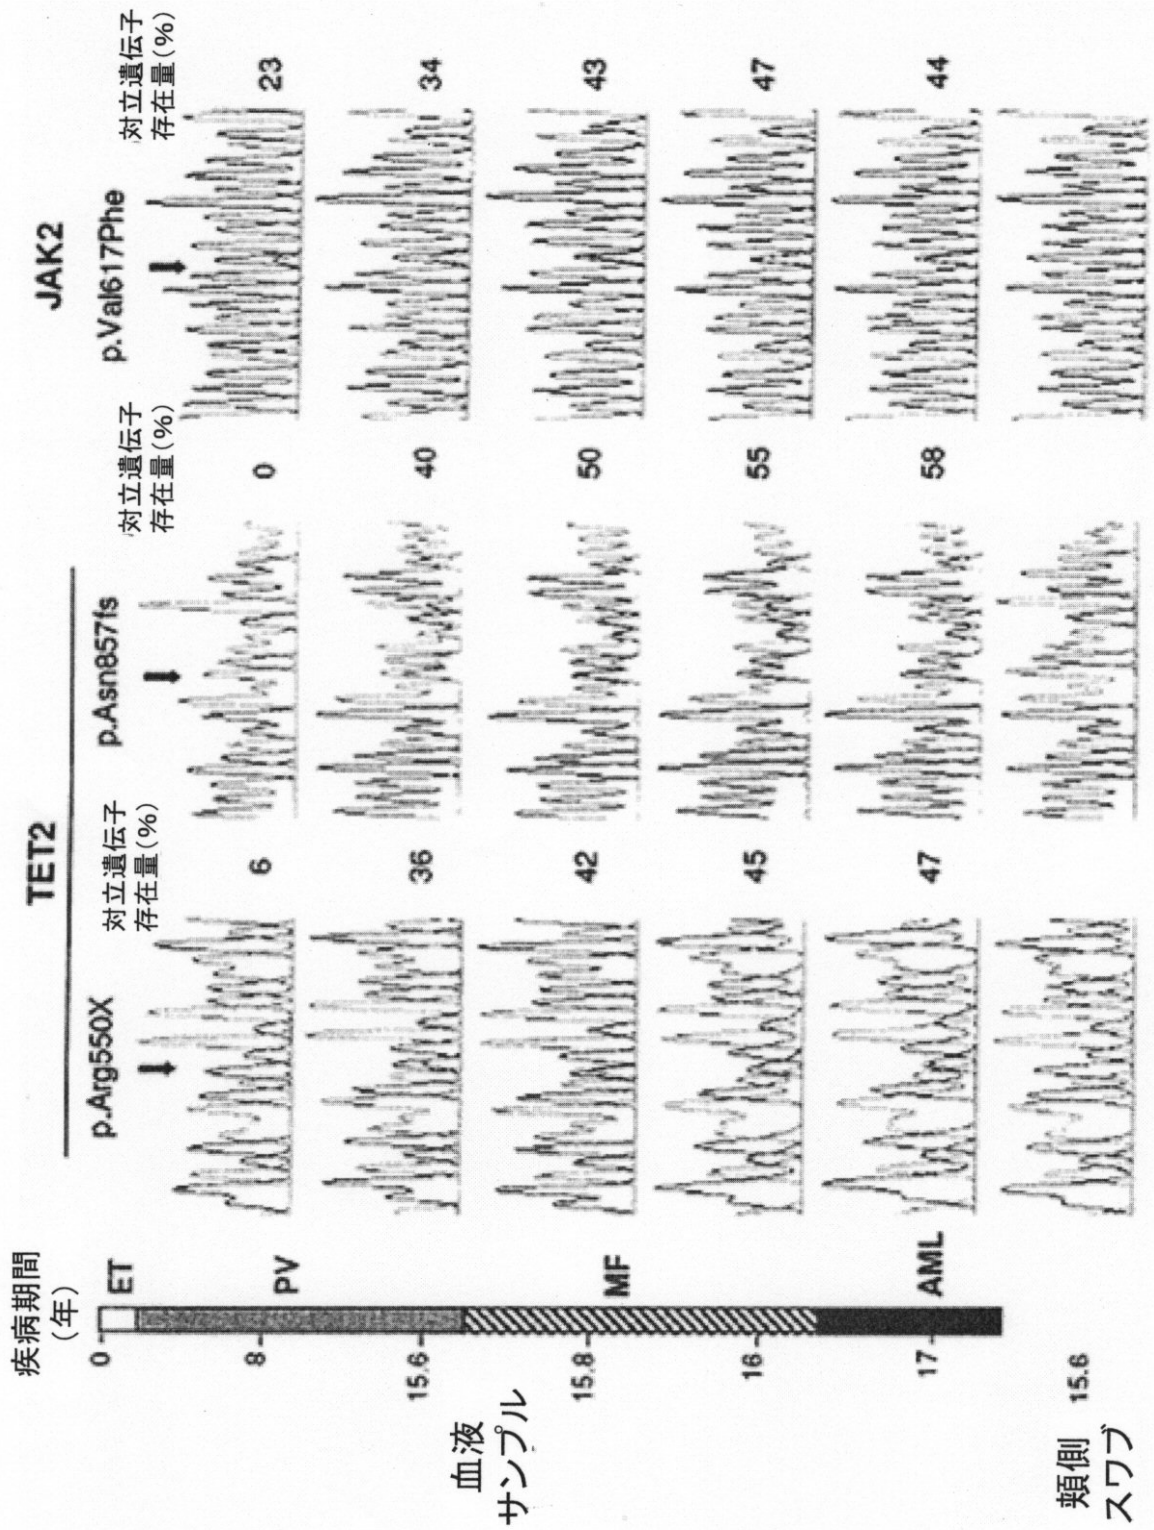 JAK2
p.Val617Phe
対立遺伝子
存在量(%)
23
34
43
47
44
TET2
p.Asn857fs
対立遺伝子
存在量(%)
0
40
50
55
58
p.Arg550X
対立遺伝子
存在量(%)
6
36
42
45
47
疾病期間
(年)
ET
PV
MF
AML
0
8
15.6
15.8
16
17
血液
サンプル
15.6
頬側
スワブ